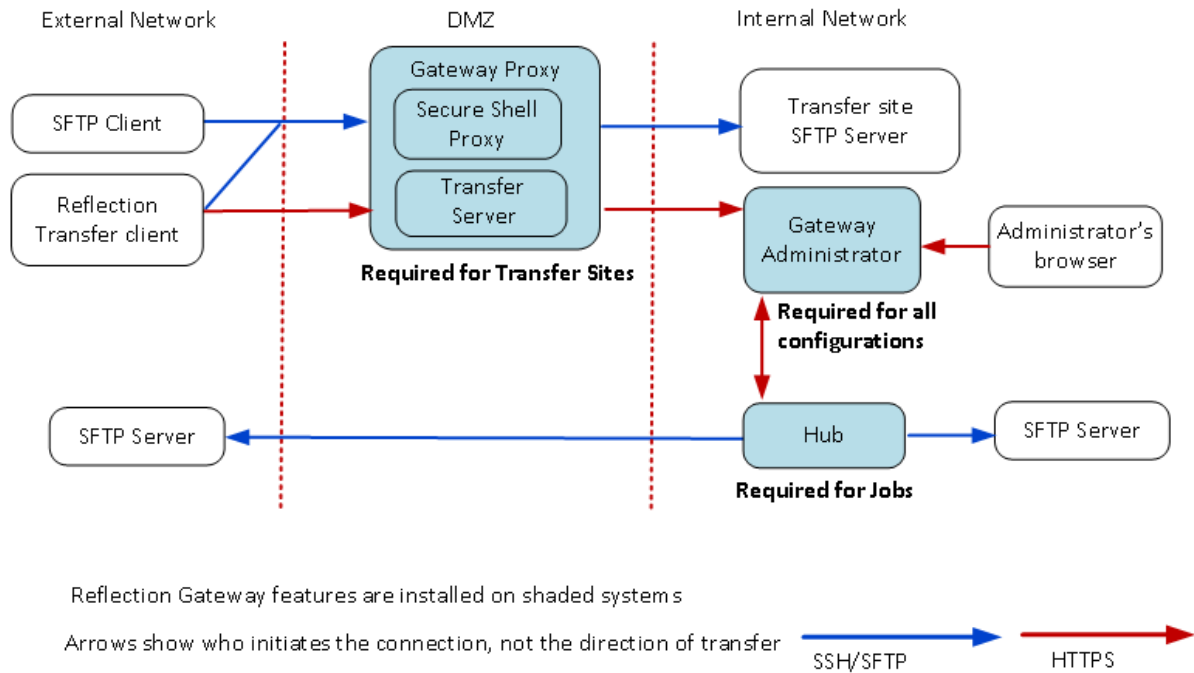 External Network
DMZ
Internal Network
Gateway Proxy
SFTP Client
Secure Shell
Proxy
Transfer site
SFTP Server
Reflection
Transfer client
Transfer
Server
Gateway
Administrator
Administrator's
browser
Required for Transfer Sites
Required for all
configurations
SFTP Server
Hub
SFTP Server
Required for Jobs
Reflection Gateway features are installed on shaded systems
Arrows show who initiates the connection, not the direction of transfer
SSH/SFTP
HTTPS